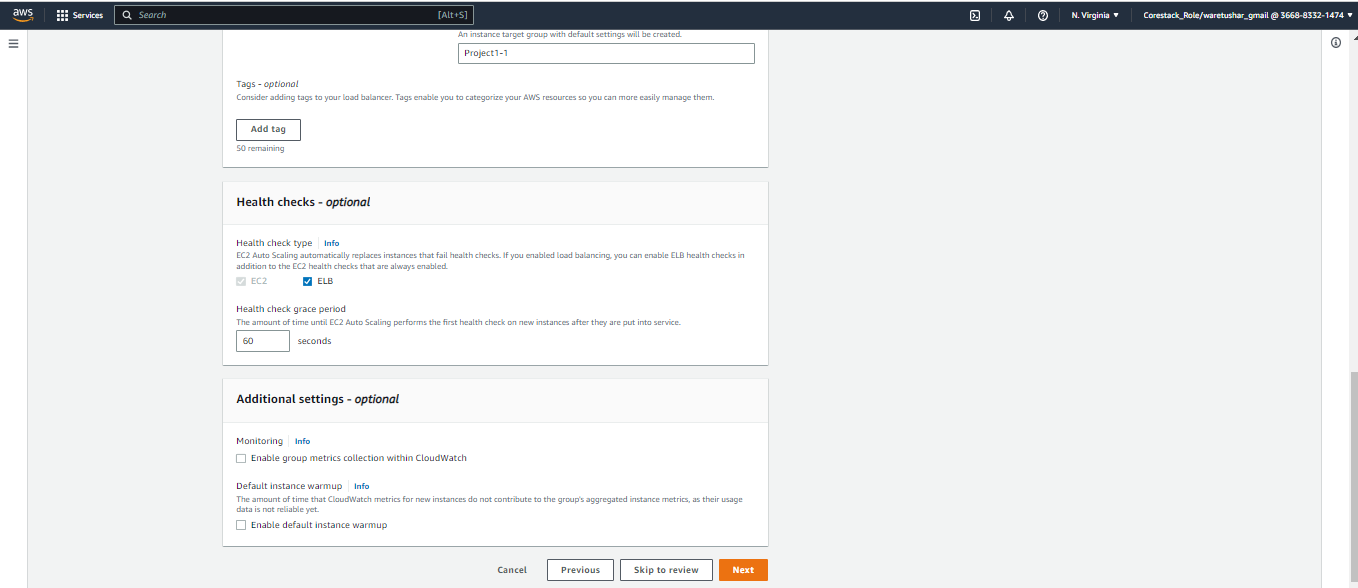 aws
Services
Search
[Alt+S]
N. Virginia
Corestack_Role/waretushar_gmail @ 3668-8332-1474
An instance target group with default settings will be created.
Project1-1
Tags - optional
Consider adding tags to your load balancer. Tags enable you to categorize your AWS resources so you can more easily manage them.
Add tag
50 remaining
Health checks - optional
Health check type
Info
EC2 Auto Scaling automatically replaces instances that fail health checks. If you enabled load balancing, you can enable ELB health checks in
addition to the EC2 health checks that are always enabled.
EC2
ELB
Health check grace period
The amount of time until EC2 Auto Scaling performs the first health check on new instances after they are put into service.
60
seconds
Additional settings - optional
Monitoring
Info
Enable group metrics collection within CloudWatch
Default instance warmup
Info
The amount of time that CloudWatch metrics for new instances do not contribute to the group's aggregated instance metrics, as their usage
data is not reliable yet.
Enable default instance warmup
Cancel
Previous
Skip to review
Next